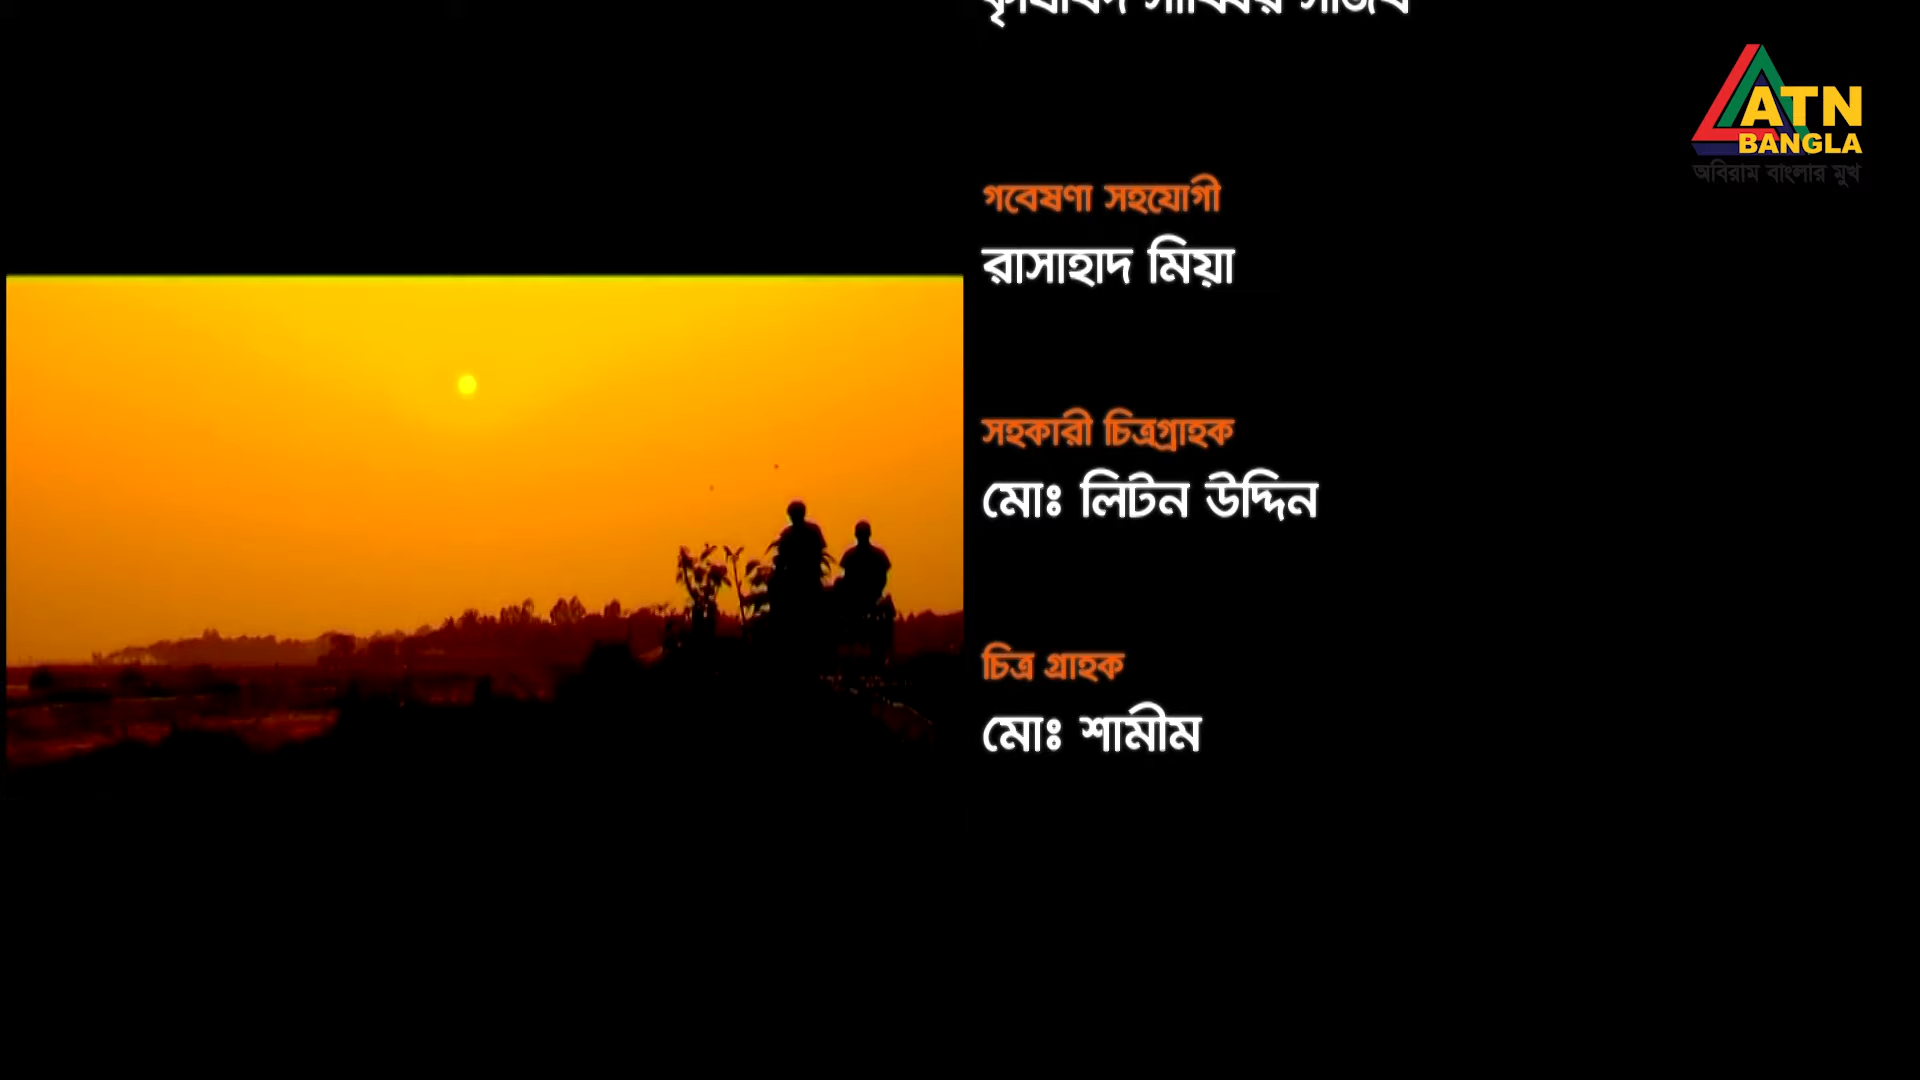 গবেষণা সহযোগী
রাসাহাদ মিয়া
সহকারী চিত্রগ্রাহক
মোঃ লিটন উদ্দিন
চিত্র গ্রাহক
মোঃ শামীম
ATN
BANGLA
অবিরাম বাংলার মুখ